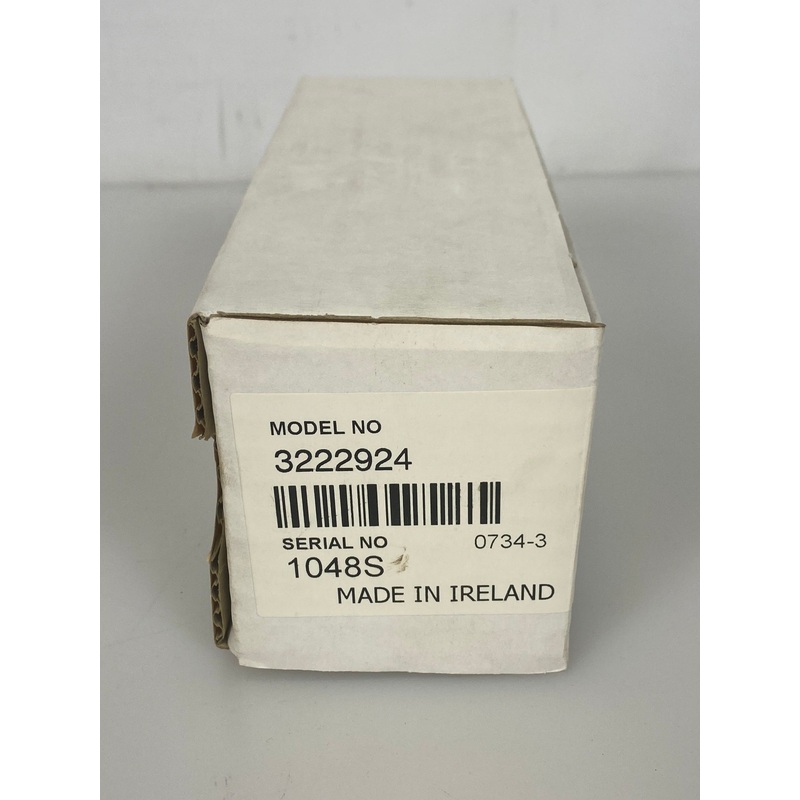 MODEL NO
3222924
SERIAL NO 0734-3
1048S
MADE IN IRELAND